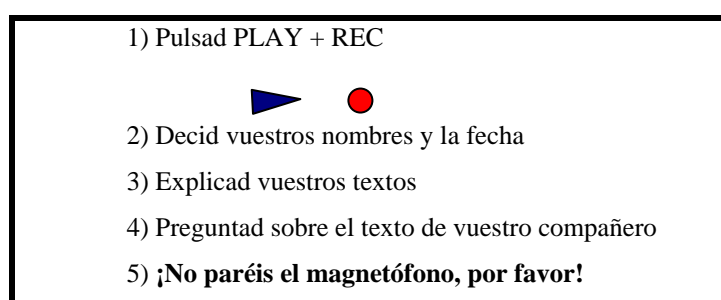 1) Pulsad PLAY + REC
2) Decid vuestros nombres y la fecha
3) Explicad vuestros textos
4) Preguntad sobre el texto de vuestro compañero
5) ¡No paréis el magnetófono, por favor!